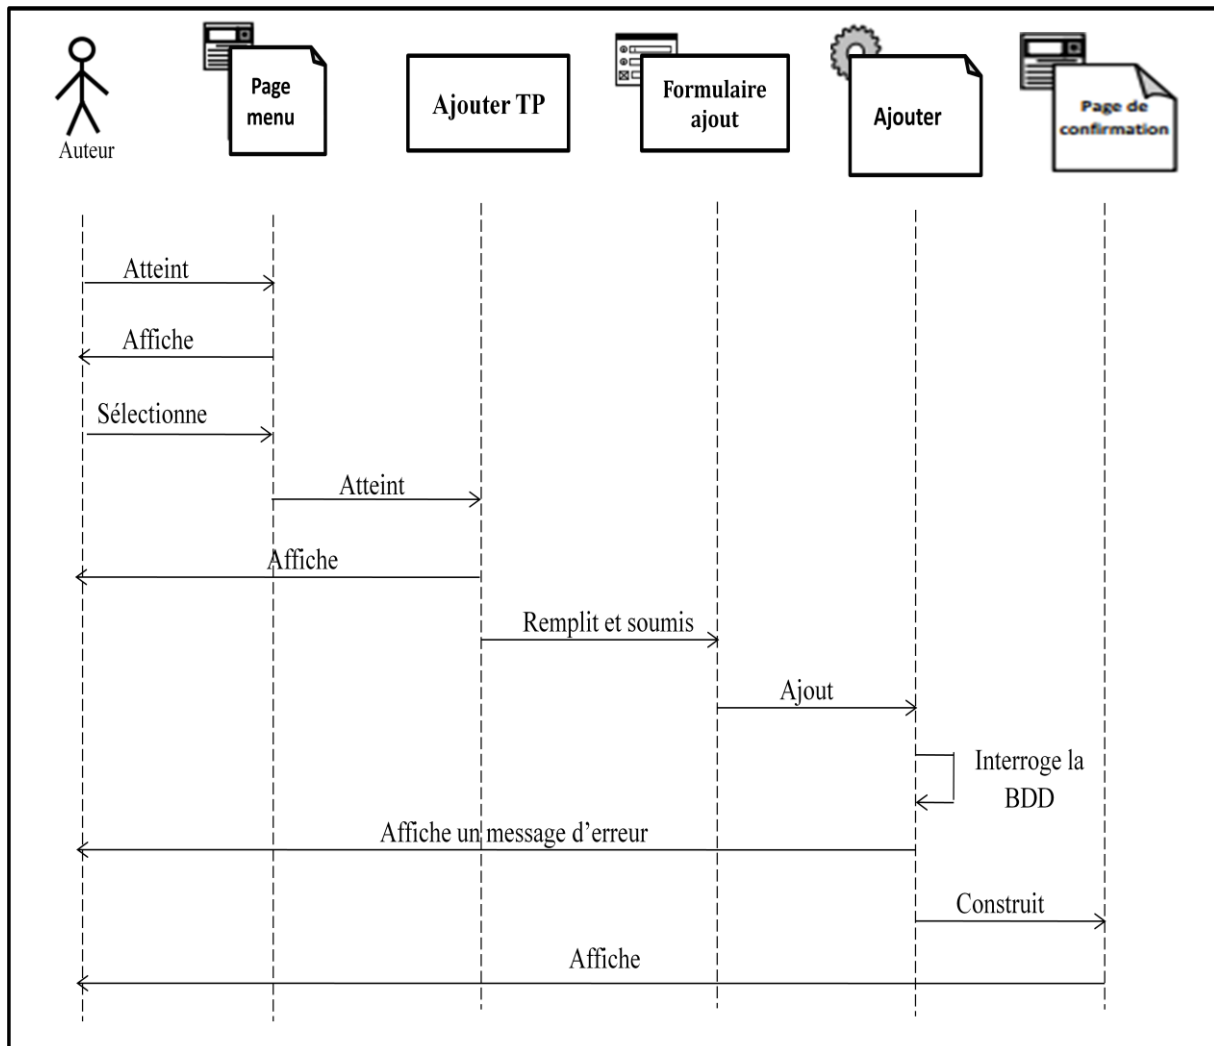 Page
menu
Ajouter TP
Formulaire
ajout
Ajouter
Page de
confirmation
Auteur
Atteint
Affiche
Sélectionne
Atteint
Affiche
Remplit et soumis
Ajout
Interroge la
BDD
Affiche un message d’erreur
Construit
Affiche